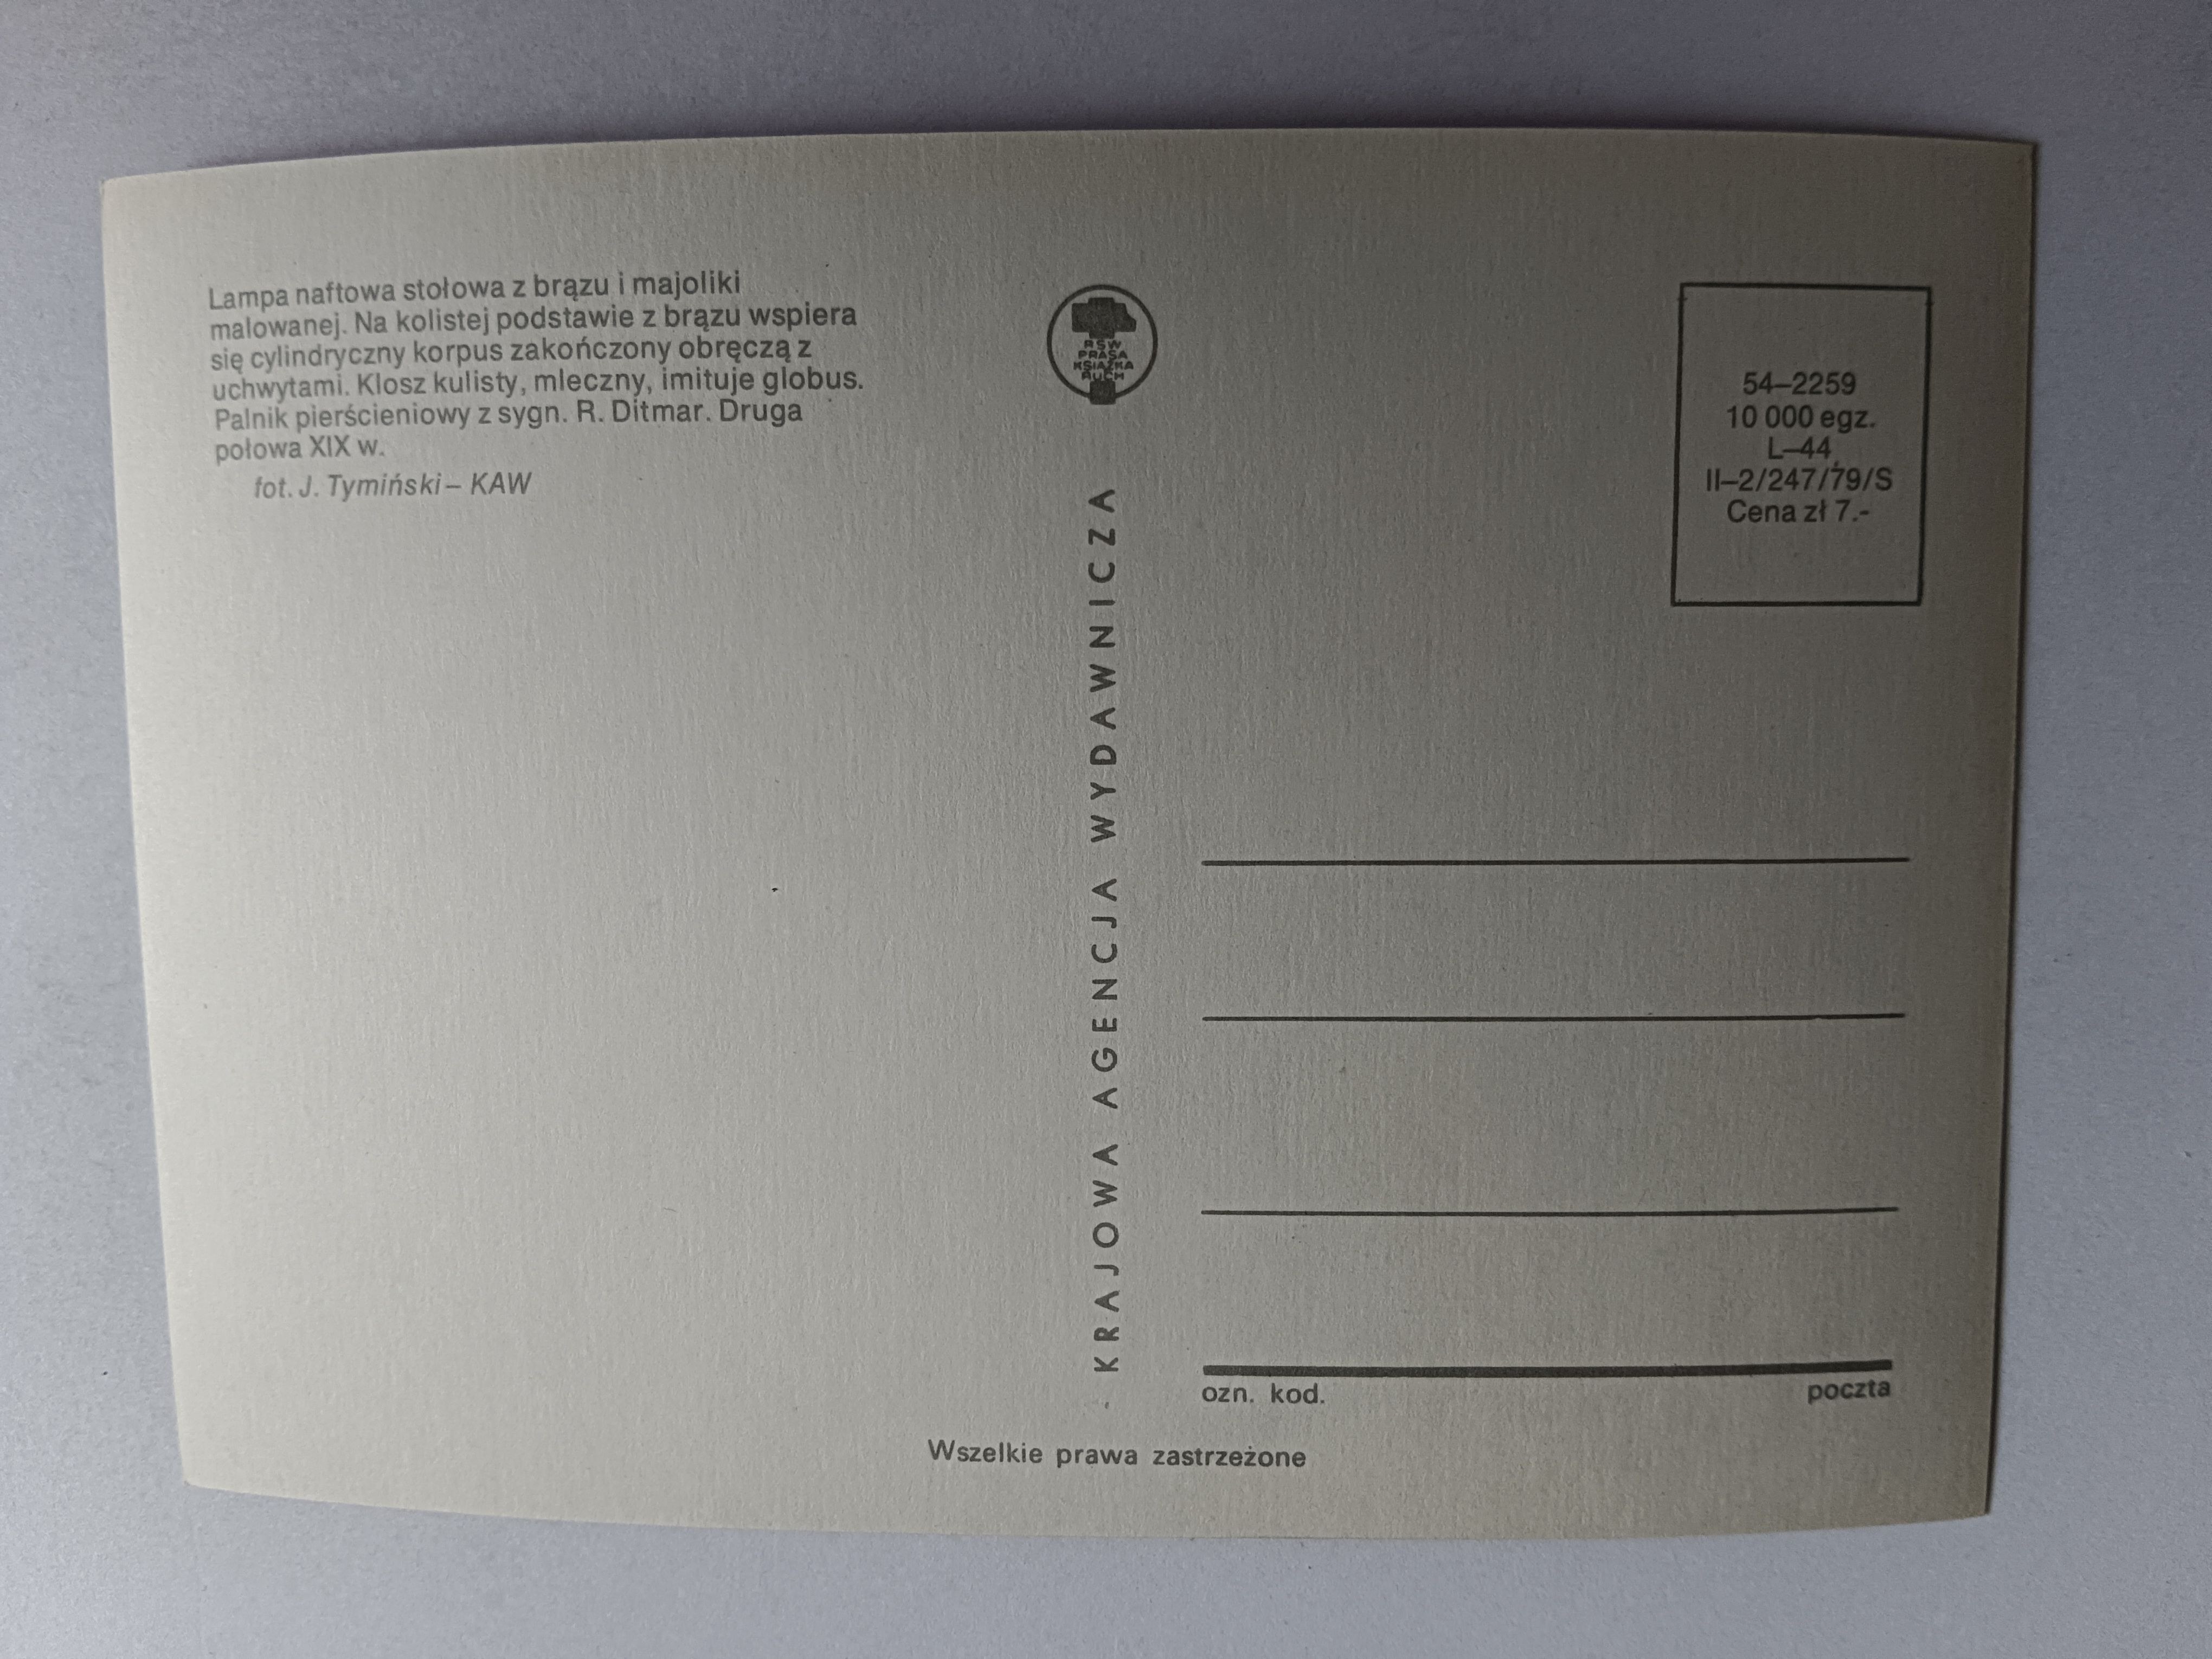 Lampa naftowa stołowa z brązu i majoliki
malowanej. Na kolistej podstawie z brązu wspiera
się cylindryczny korpus zakończony obręczą z
uchwytami. Klosz kulisty, mleczny, imituje globus.
Palnik pierścieniowy z sygn. R. Ditmar. Druga
połowa XIX w.
fot. J. Tymiński – KAW
RSW
PRASA
KSIĄŻKA
RUCH
KRAJOWA AGENCJA WYDAWNICZA
54–2259
10 000 egz.
L–44
II–2/247/79/S
Cena zł 7.-
ozn. kod.
poczta
Wszelkie prawa zastrzeżone